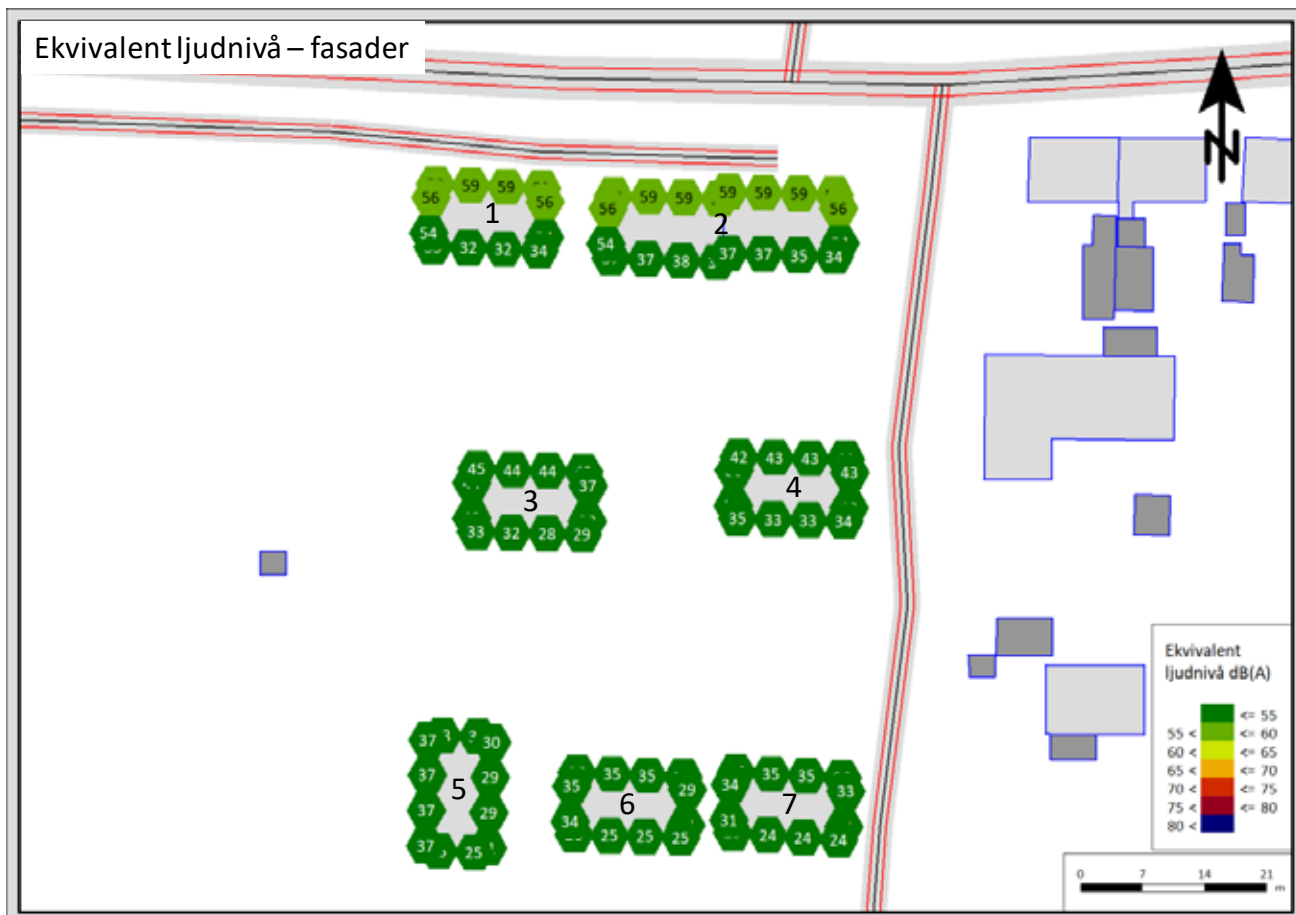 Ekvivalent ljudnivå – fasader
N
59 59
56 56
1
54
32 32 34
59 59 59 59 59
56 56
2
54
37 38 37 37 35 34
45 44 44
37
3
33 32 28 29
42 43 43
43
4
35 33 33 34
37 30
37 29
5
37 29
37 25
35 35
35 29
6
34
25 25 25
35 35
34 33
7
31
24 24 24
Ekvivalent
ljudnivå dB(A)
<= 55
55 < <= 60
60 < <= 65
65 < <= 70
70 < <= 75
75 < <= 80
80 <
0 7 14 21
m